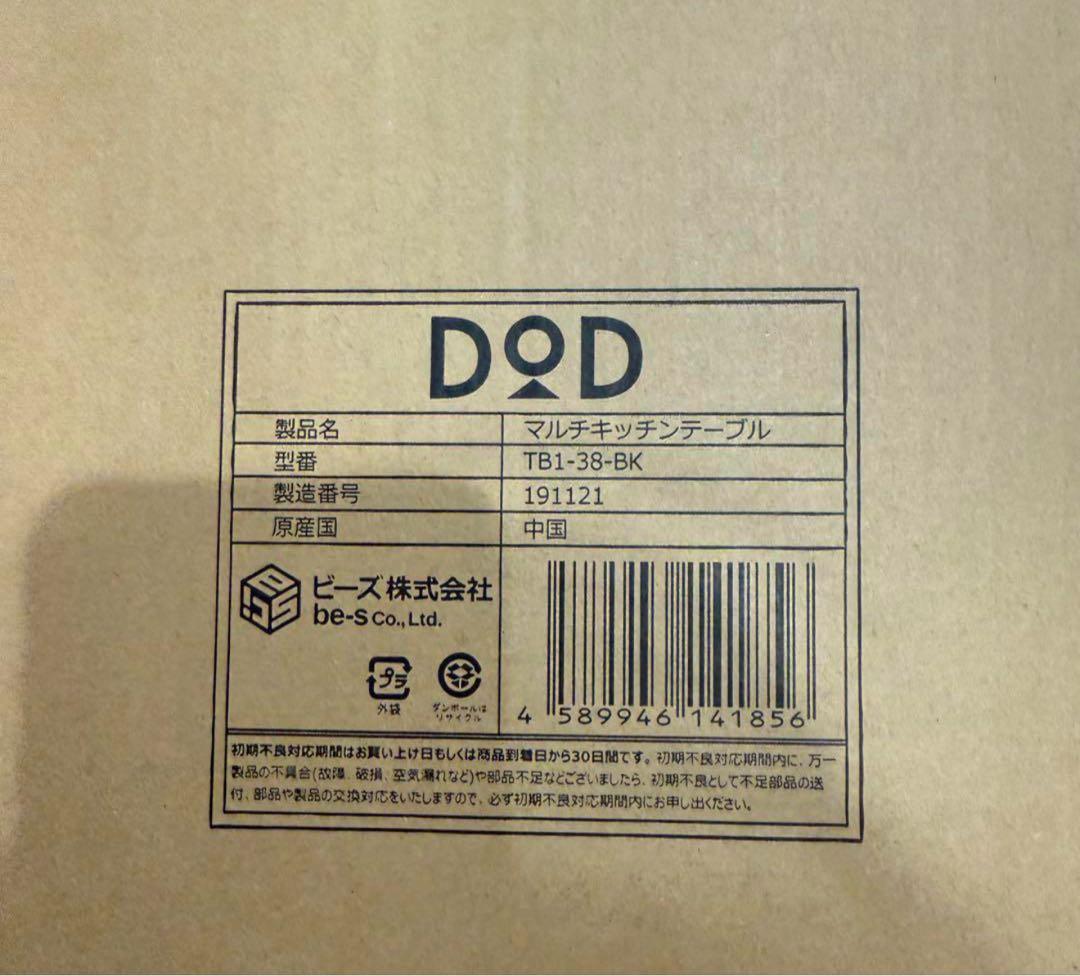 DOD
製品名 マルチキッチンテーブル
型番 TB1-38-BK
製造番号 191121
原産国 中国
ビーズ株式会社
be-s Co., Ltd.
プラ
外袋
ダンボールは
リサイクル
4 589946 141856
初期不良対応期間はお買い上げ日もしくは商品到着日から30日間です。初期不良対応期間内に、万一
製品の不具合(故障、破損、空気漏れなど)や部品不足などございましたら、初期不良として不足部品の送
付、部品や製品の交換対応をいたしますので、必ず初期不良対応期間内にお申し出ください。